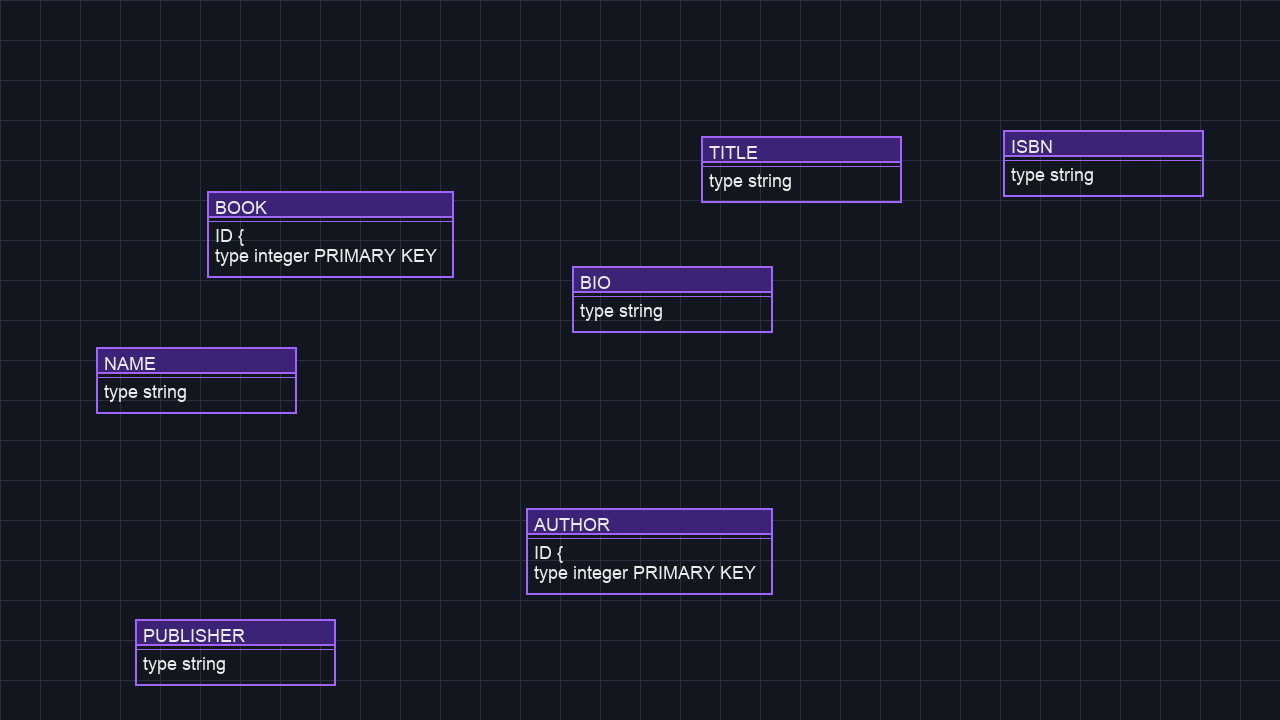 TITLE
type string
ISBN
type string
BOOK
ID {
type integer PRIMARY KEY
BIO
type string
NAME
type string
AUTHOR
ID {
type integer PRIMARY KEY
PUBLISHER
type string